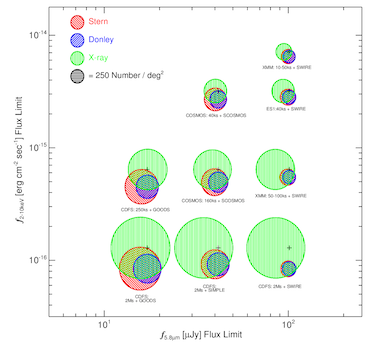 10⁻¹⁴
10⁻¹⁵
10⁻¹⁶
f₂₋₁₀ₖₑᵥ [erg cm⁻² sec⁻¹] Flux Limit
Stern
Donley
X-ray
= 250 Number / deg²
XMM: 10-50ks + SWIRE
COSMOS: 40ks + SCOSMOS
ES1:40ks + SWIRE
CDFS: 250ks + GOODS
COSMOS: 160ks + SCOSMOS
XMM: 50-100ks + SWIRE
CDFS:
2Ms + GOODS
CDFS:
2Ms + SIMPLE
CDFS: 2Ms + SWIRE
10¹
10²
f₅.₈μₘ [μJy] Flux Limit